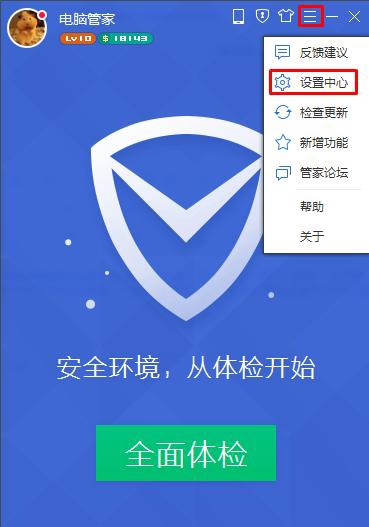 电脑管家
Lv10 $ 18143
反馈建议
设置中心
检查更新
新增功能
管家论坛
帮助
关于
安全环境，从体检开始
全面体检